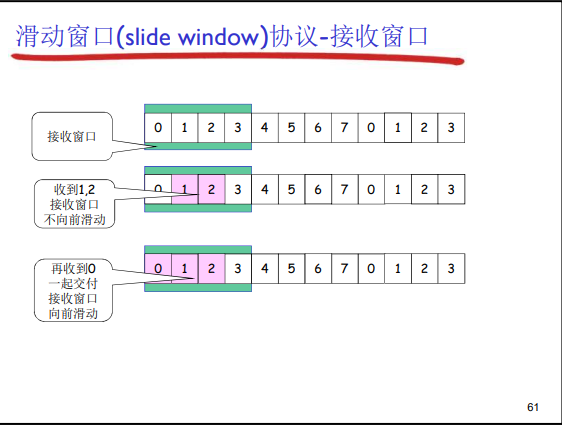 滑动窗口(slide window)协议-接收窗口
接收窗口
0 1 2 3 4 5 6 7 0 1 2 3
收到1,2
接收窗口
不向前滑动
0 1 2 3 4 5 6 7 0 1 2 3
再收到0
一起交付
接收窗口
向前滑动
0 1 2 3 4 5 6 7 0 1 2 3
61